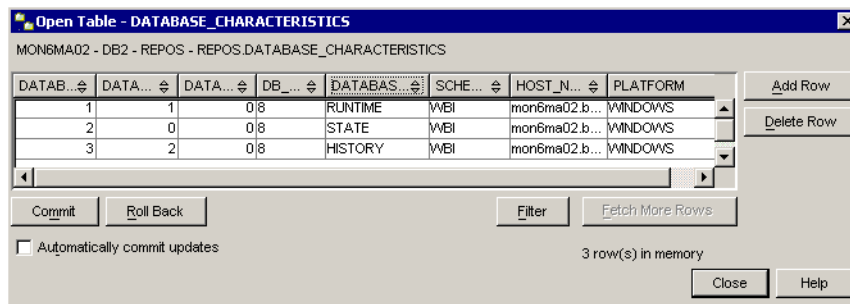 Open Table - DATABASE_CHARACTERISTICS
MON6MA02 - DB2 - REPOS - REPOS.DATABASE_CHARACTERISTICS
DATAB... DATA... DATA... DB_... DATABAS... SCHE... HOST_N... PLATFORM
1 1 0 8 RUNTIME WBI mon6ma02.b... WINDOWS
2 0 0 8 STATE WBI mon6ma02.b... WINDOWS
3 2 0 8 HISTORY WBI mon6ma02.b... WINDOWS
Add Row
Delete Row
Commit Roll Back Filter Fetch More Rows
Automatically commit updates
3 row(s) in memory
Close Help